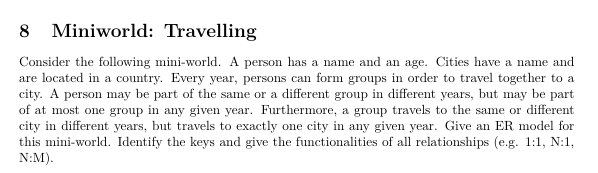 8 Miniworld: Travelling
Consider the following mini-world. A person has a name and an age. Cities have a name and
are located in a country. Every year, persons can form groups in order to travel together to a
city. A person may be part of the same or a different group in different years, but may be part
of at most one group in any given year. Furthermore, a group travels to the same or different
city in different years, but travels to exactly one city in any given year. Give an ER model for
this mini-world. Identify the keys and give the functionalities of all relationships (e.g. 1:1, N:1,
N:M).